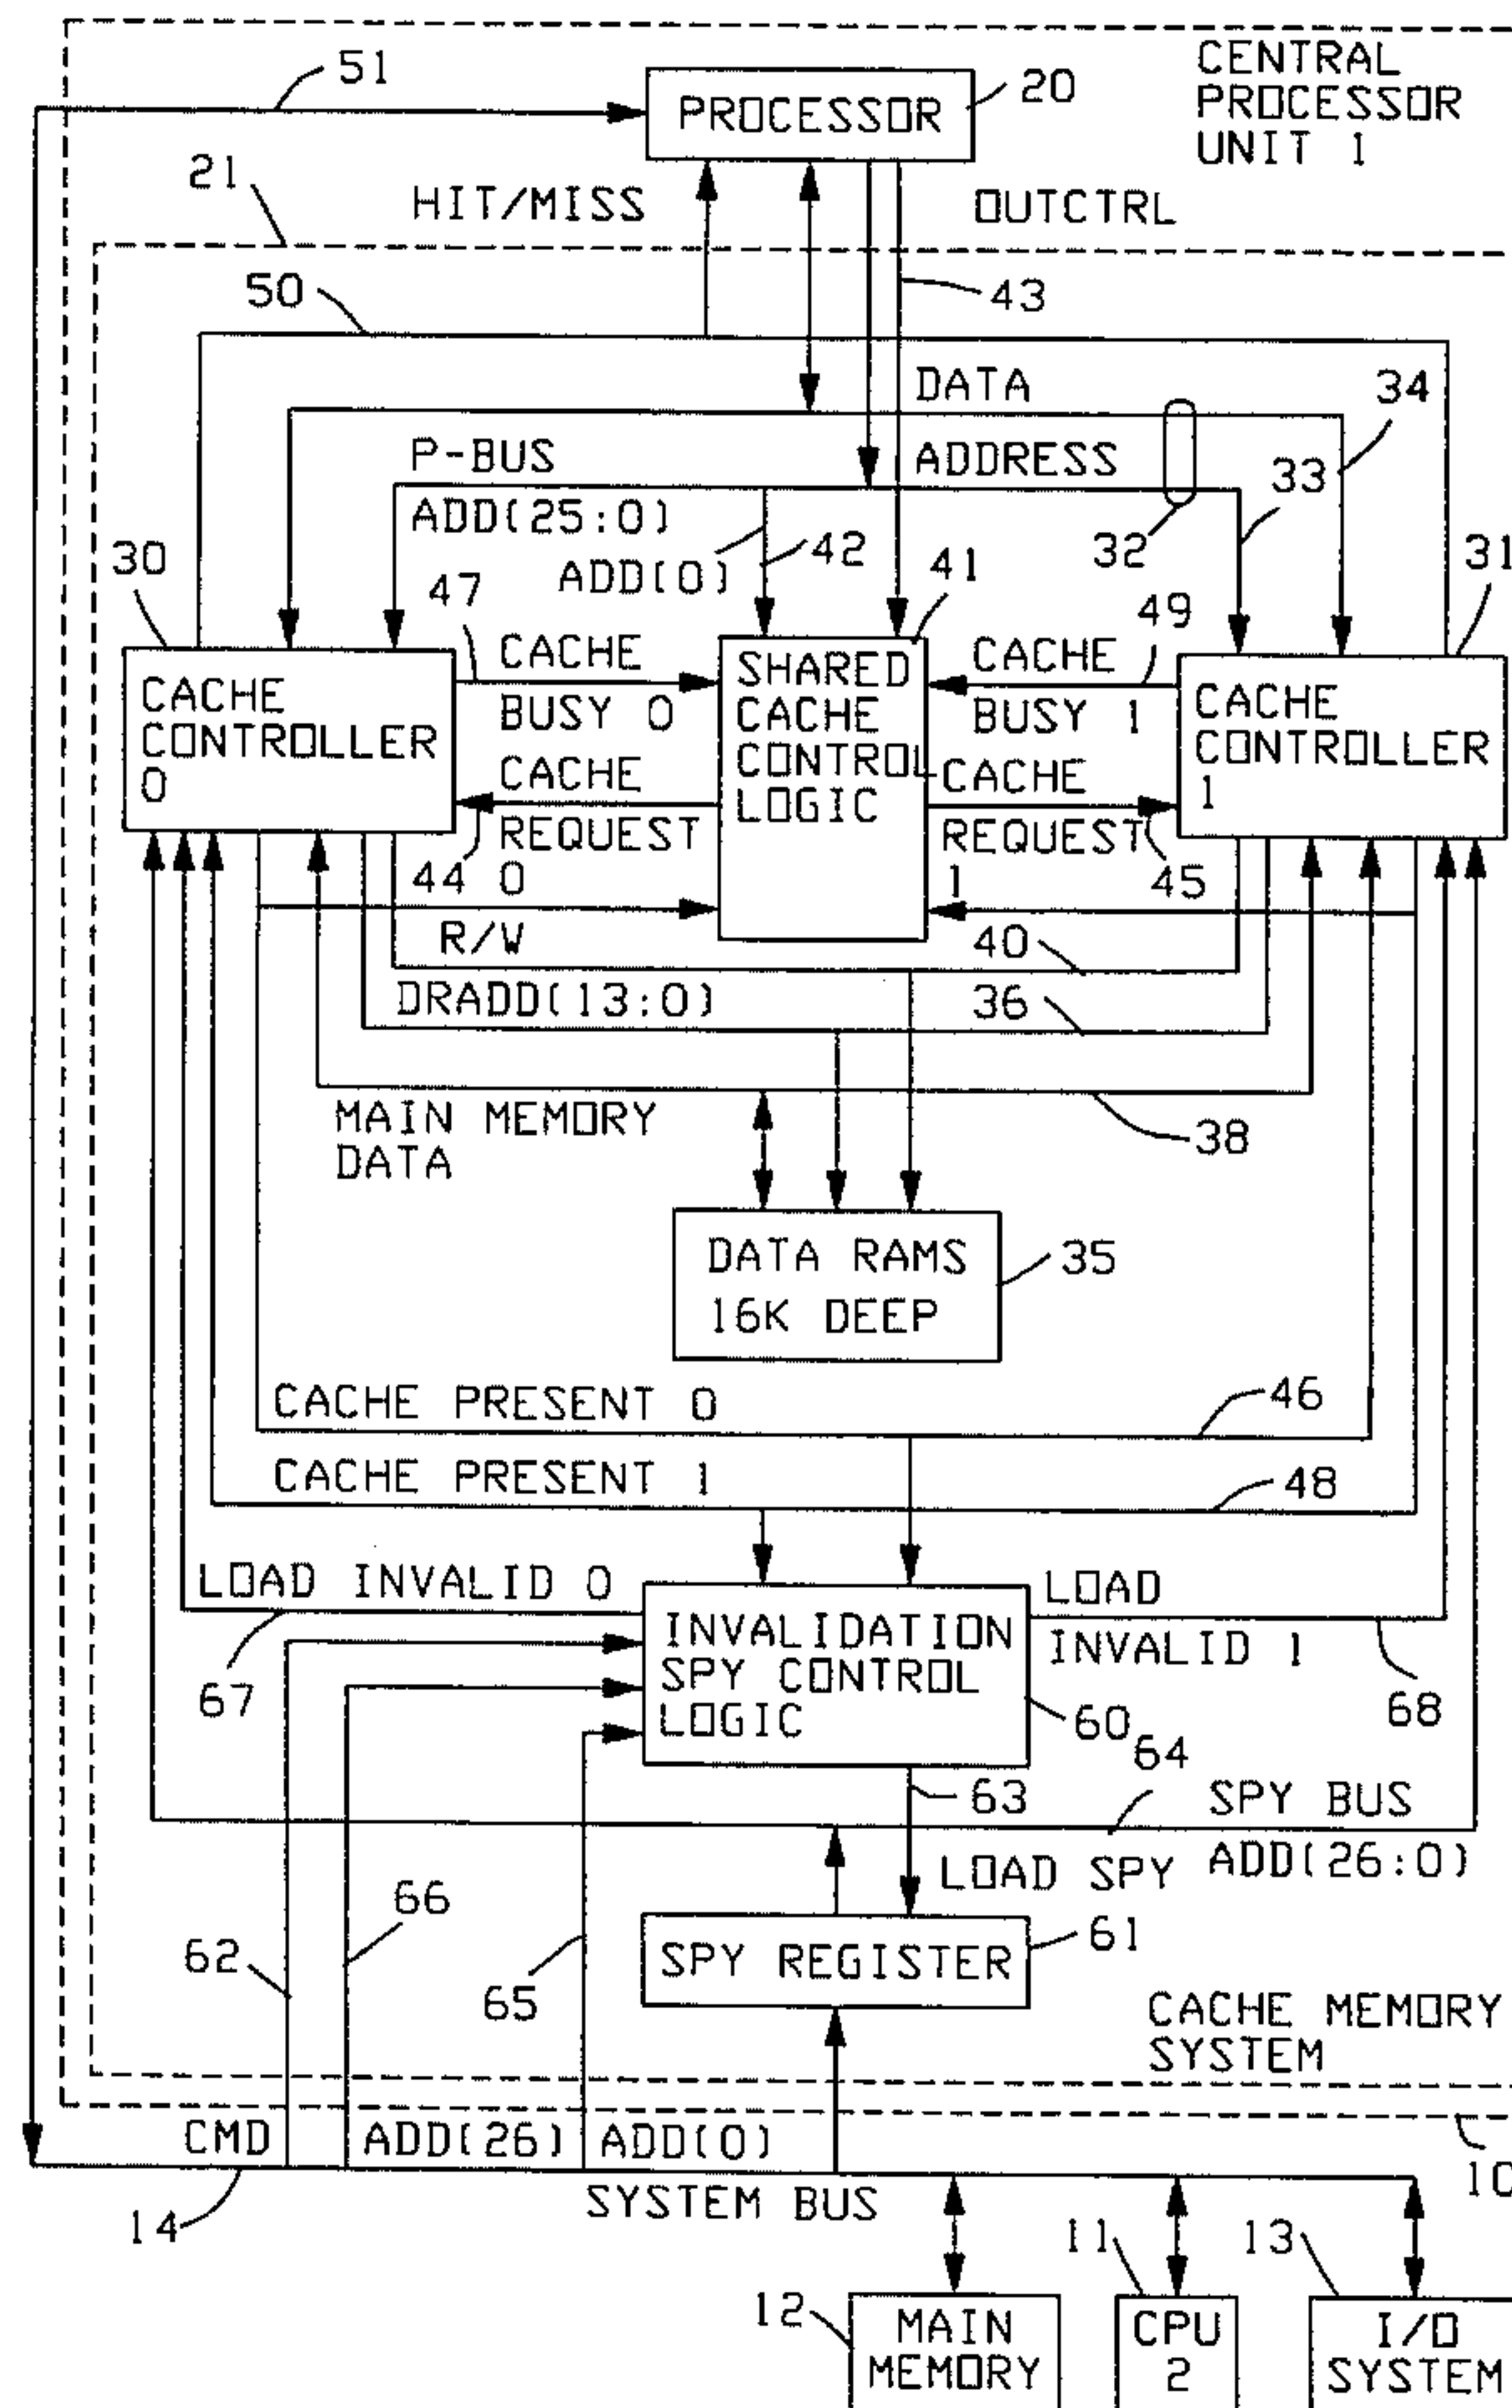 51
PROCESSOR
20
CENTRAL
PROCESSOR
UNIT 1
21
HIT/MISS
OUTCTRL
50
43
DATA
34
P-BUS
ADDRESS
33
ADD(25:0)
32
30
ADD(0)
42
41
31
47
49
CACHE
BUSY 0
SHARED
CACHE
CONTROL
LOGIC
CACHE
BUSY 1
CACHE
CONTROLLER
0
CACHE
CONTROLLER
1
CACHE
REQUEST
0
CACHE
REQUEST
1
44
45
R/W
40
DRADD(13:0)
36
MAIN MEMORY
DATA
38
DATA RAMS
16K DEEP
35
CACHE PRESENT 0
46
CACHE PRESENT 1
48
LOAD INVALID 0
LOAD
INVALID 1
INVALIDATION
SPY CONTROL
LOGIC
67
68
60
64
63
SPY BUS
ADD(26:0)
LOAD SPY
66
62
65
SPY REGISTER
61
CACHE MEMORY
SYSTEM
CMD
ADD(26)
ADD(0)
10
14
SYSTEM BUS
11
13
12
MAIN
MEMORY
CPU
2
I/O
SYSTEM